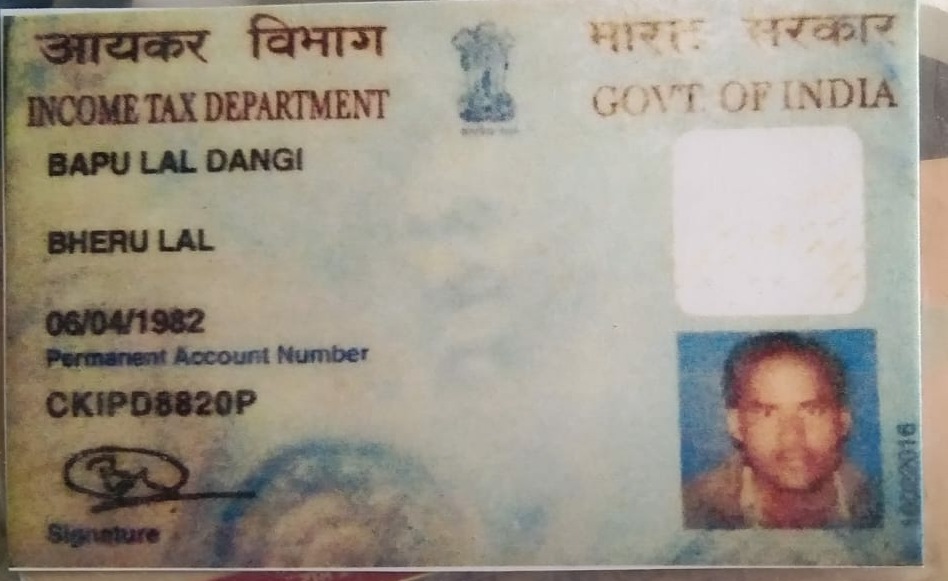 आयकर विभाग
भारत सरकार
INCOME TAX DEPARTMENT
GOVT. OF INDIA
BAPU LAL DANGI
BHERU LAL
06/04/1982
Permanent Account Number
CKIPD8820P
Signature